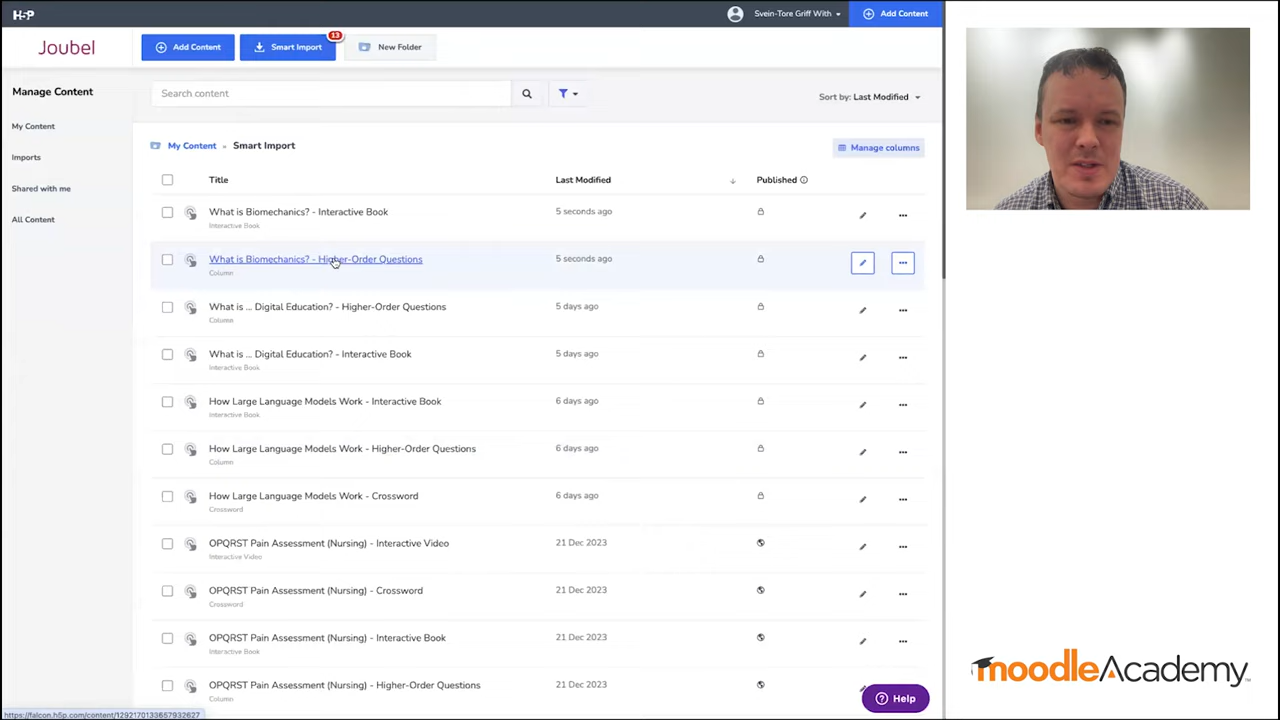 H5P
Svein-Tore Griff With
Add Content
Joubel
Add Content
Smart Import
13
New Folder
Manage Content
My Content
Imports
Shared with me
All Content
Search content
Sort by: Last Modified
My Content
Smart Import
Manage columns
Title
Last Modified
Published
What is Biomechanics? - Interactive Book
5 seconds ago
Interactive Book
What is Biomechanics? - Higher-Order Questions
5 seconds ago
Column
What is ... Digital Education? - Higher-Order Questions
5 days ago
Column
What is ... Digital Education? - Interactive Book
5 days ago
Interactive Book
How Large Language Models Work - Interactive Book
6 days ago
Interactive Book
How Large Language Models Work - Higher-Order Questions
6 days ago
Column
How Large Language Models Work - Crossword
6 days ago
Crossword
OPQRST Pain Assessment (Nursing) - Interactive Video
21 Dec 2023
Interactive Video
OPQRST Pain Assessment (Nursing) - Crossword
21 Dec 2023
Crossword
OPQRST Pain Assessment (Nursing) - Interactive Book
21 Dec 2023
Interactive Book
OPQRST Pain Assessment (Nursing) - Higher-Order Questions
21 Dec 2023
Column
Help
https://falcon.h5p.com/content/1292170133657932627
moodleAcademy™